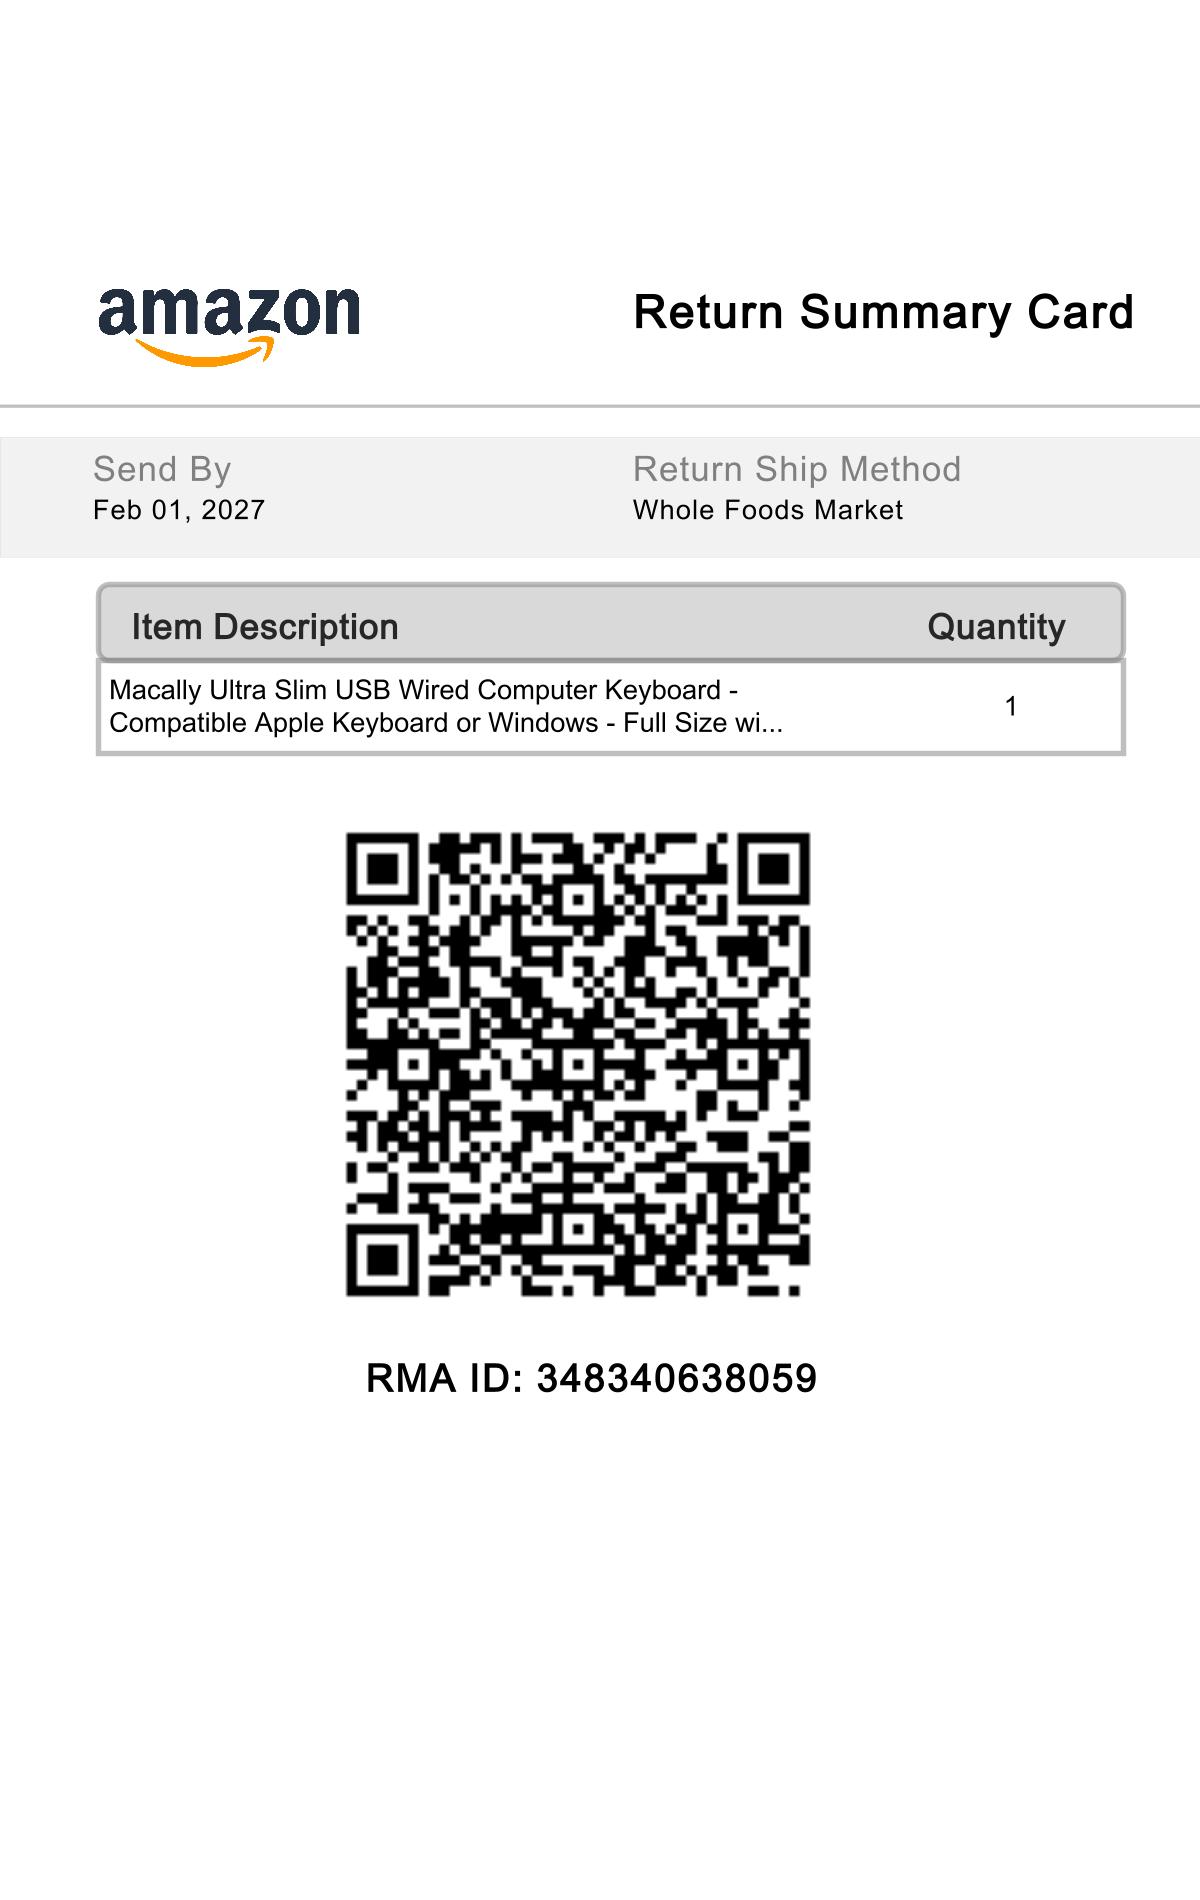 amazon
Return Summary Card
Send By
Feb 01, 2027
Return Ship Method
Whole Foods Market
Item Description
Quantity
Macally Ultra Slim USB Wired Computer Keyboard -
Compatible Apple Keyboard or Windows - Full Size wi...
1
RMA ID: 348340638059